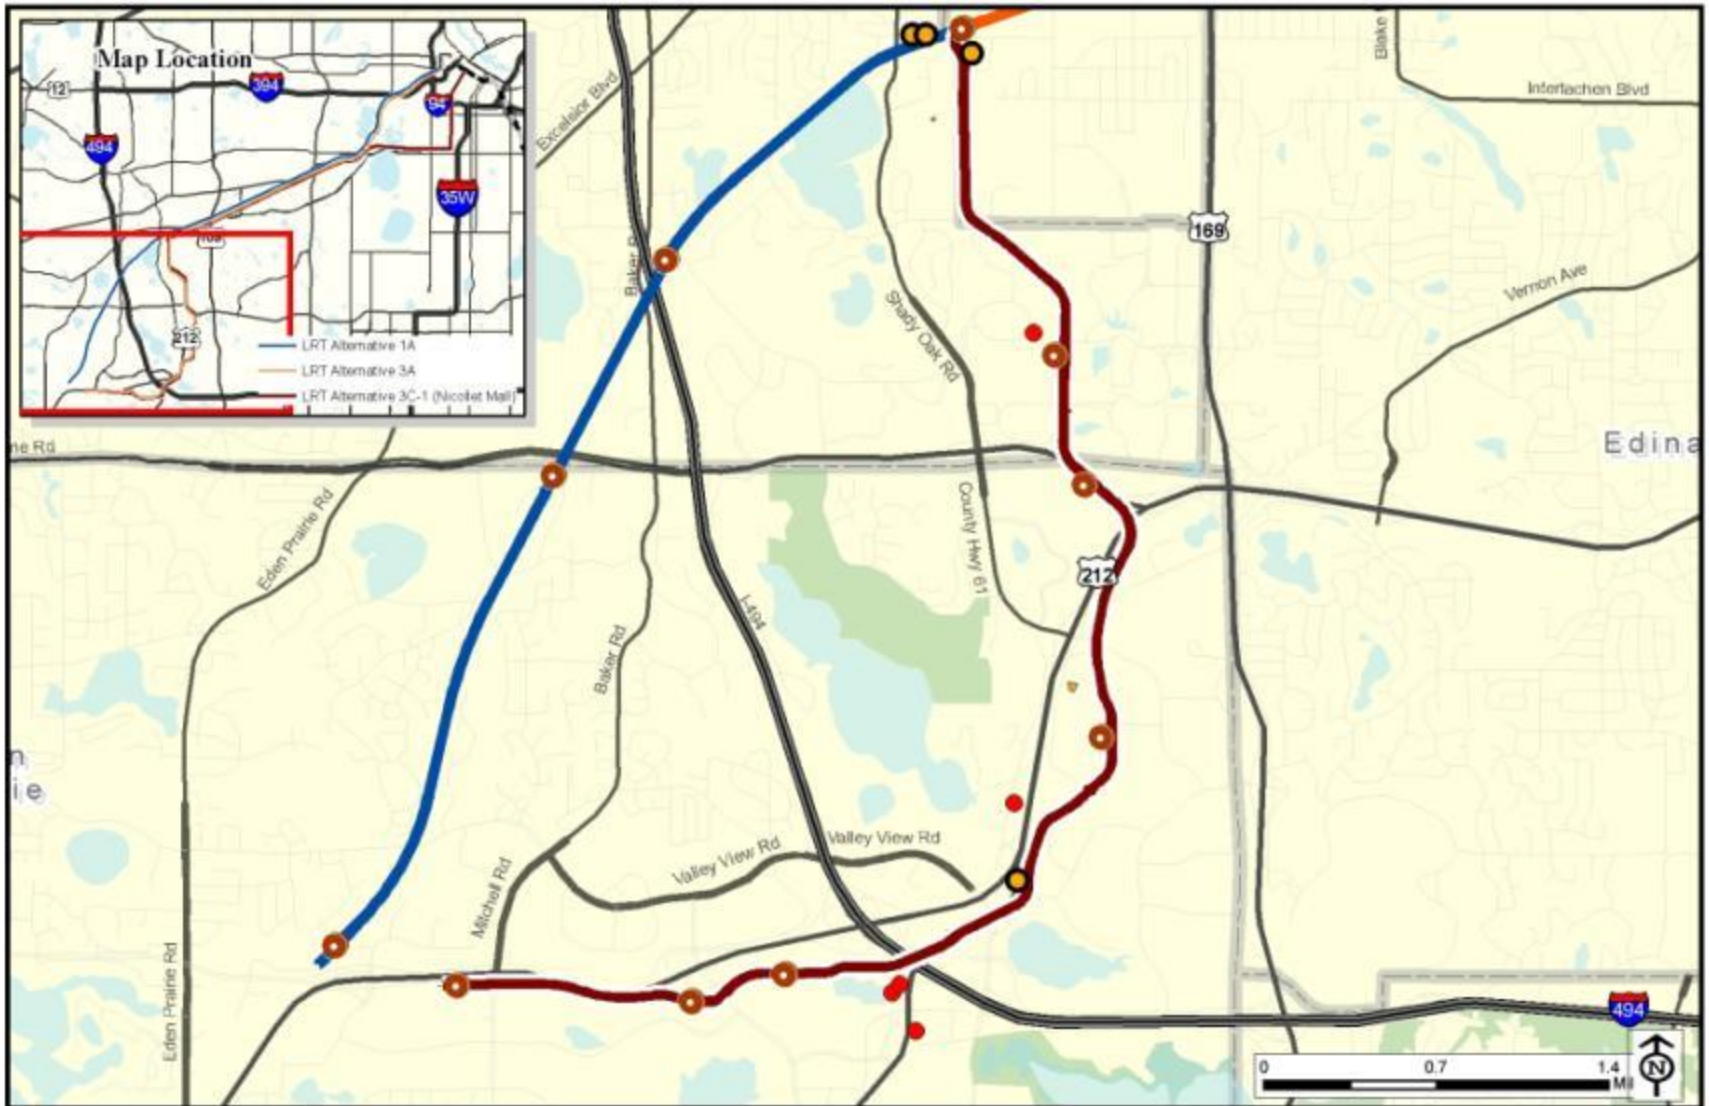 Map Location
12
394
94
494
35W
169
212
LRT Alternative 1A
LRT Alternative 3A
LRT Alternative 3C-1 (Nicollet Mall)
Excelsior Blvd
Blake
Interlachen Blvd
Baker R
169
Vernon Ave
Shady Oak Rd
Edina
ne Rd
Eden Prairie Rd
County Hwy 61
212
I-494
Baker Rd
n
ie
Valley View Rd
Valley View Rd
Mitchell Rd
Eden Prairie Rd
494
0 0.7 1.4
Mi
N